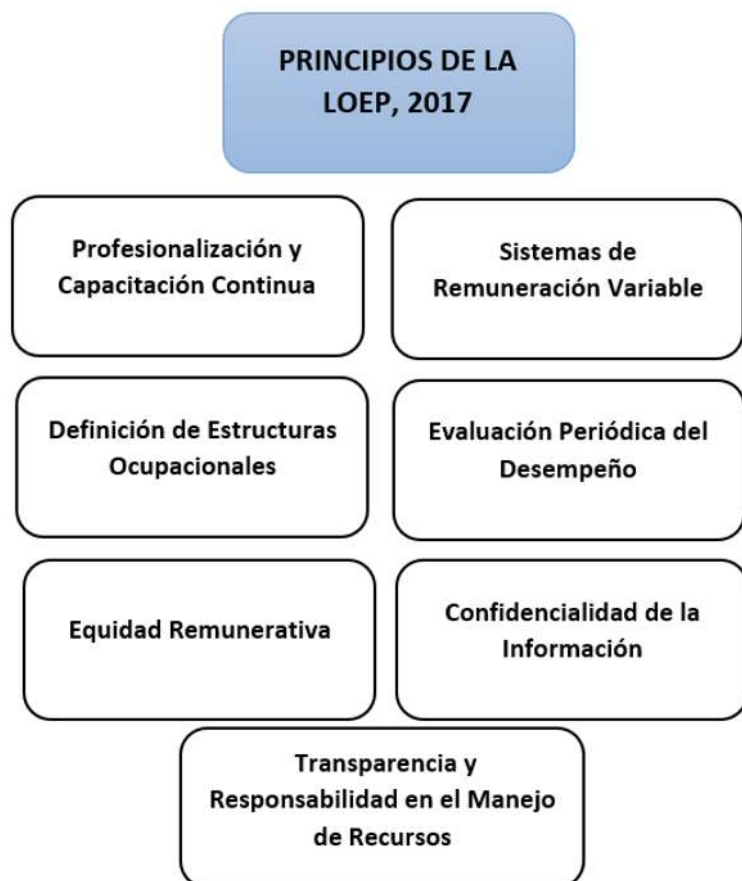 PRINCIPIOS DE LA
LOEP, 2017
Profesionalización y
Capacitación Continua
Sistemas de
Remuneración Variable
Definición de Estructuras
Ocupacionales
Evaluación Periódica del
Desempeño
Equidad Remunerativa
Confidencialidad de la
Información
Transparencia y
Responsabilidad en el Manejo
de Recursos